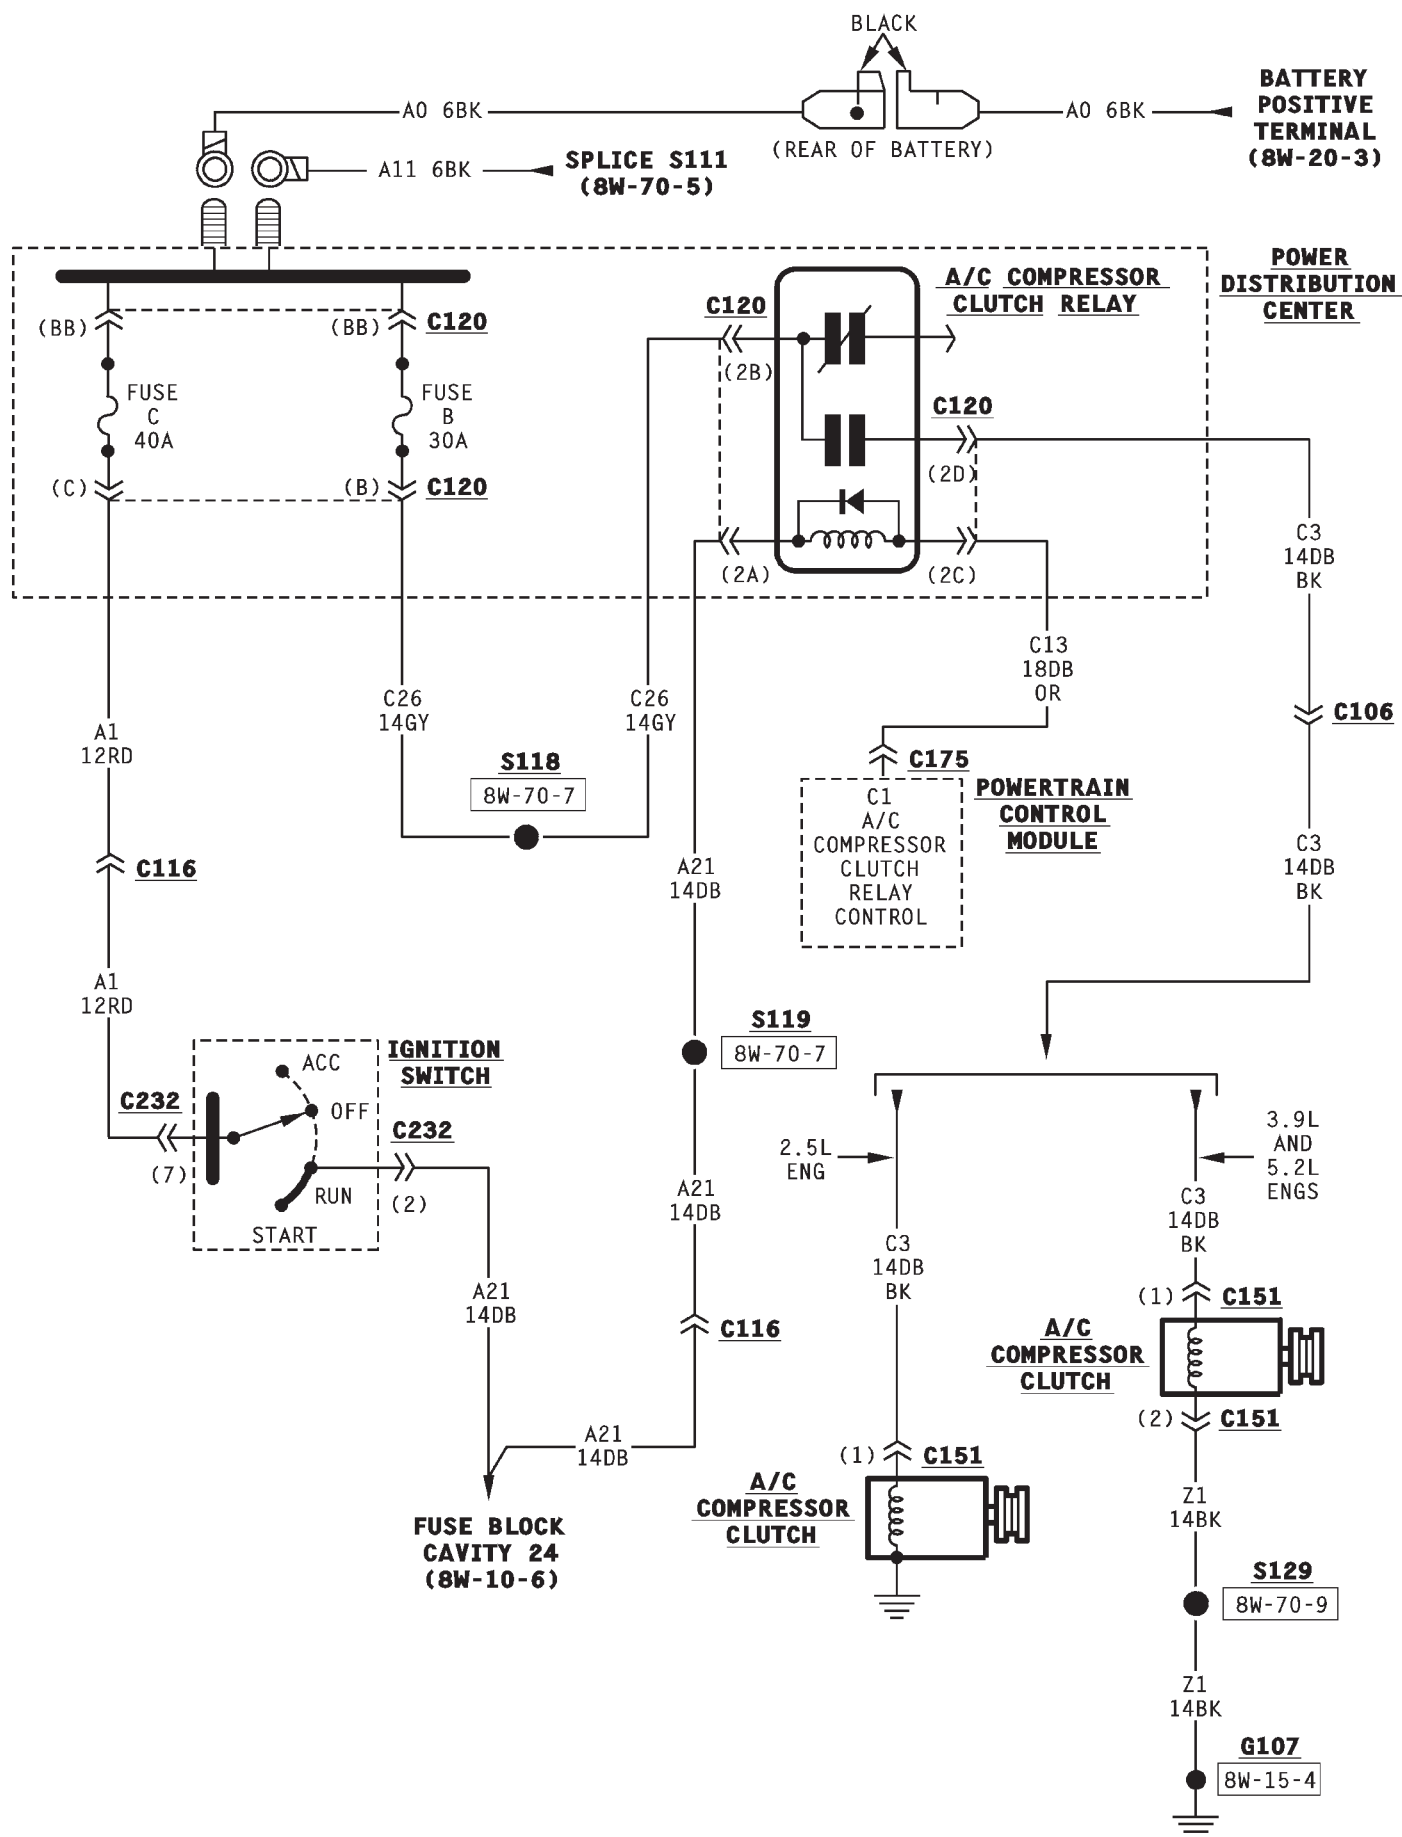 BLACK
A0 6BK
A0 6BK
BATTERY
POSITIVE
TERMINAL
(8W-20-3)
(REAR OF BATTERY)
A11 6BK
SPLICE S111
(8W-70-5)
POWER
DISTRIBUTION
CENTER
A/C COMPRESSOR
CLUTCH RELAY
(BB)
(BB)
C120
C120
(2B)
FUSE
C
40A
FUSE
B
30A
C120
(2D)
(C)
(B)
C120
(2A)
(2C)
C3
14DB
BK
C13
18DB
OR
C26
14GY
C26
14GY
A1
12RD
C106
S118
8W-70-7
C175
POWERTRAIN
CONTROL
MODULE
C1
A/C
COMPRESSOR
CLUTCH
RELAY
CONTROL
C116
A21
14DB
C3
14DB
BK
A1
12RD
S119
8W-70-7
IGNITION
SWITCH
ACC
OFF
RUN
START
C232
(7)
C232
(2)
2.5L
ENG
3.9L
AND
5.2L
ENGS
A21
14DB
C3
14DB
BK
C3
14DB
BK
A21
14DB
C116
(1)
C151
A/C
COMPRESSOR
CLUTCH
(2)
C151
A21
14DB
(1)
C151
A/C
COMPRESSOR
CLUTCH
FUSE BLOCK
CAVITY 24
(8W-10-6)
Z1
14BK
S129
8W-70-9
Z1
14BK
G107
8W-15-4